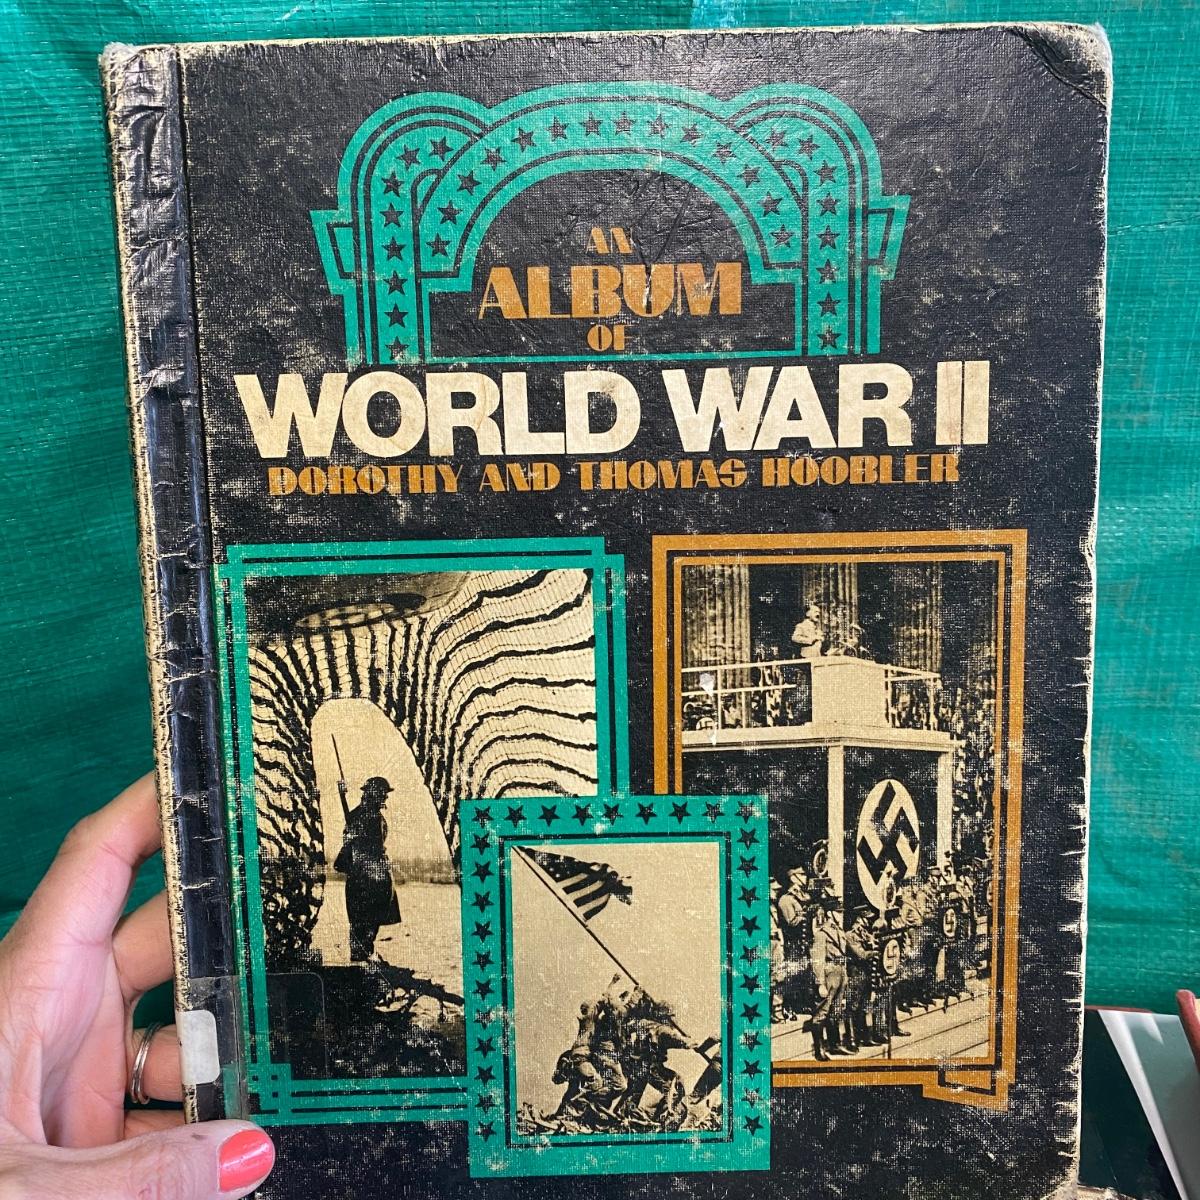 AN
ALBUM
OF
WORLD WAR II
DOROTHY AND THOMAS HOOBLER